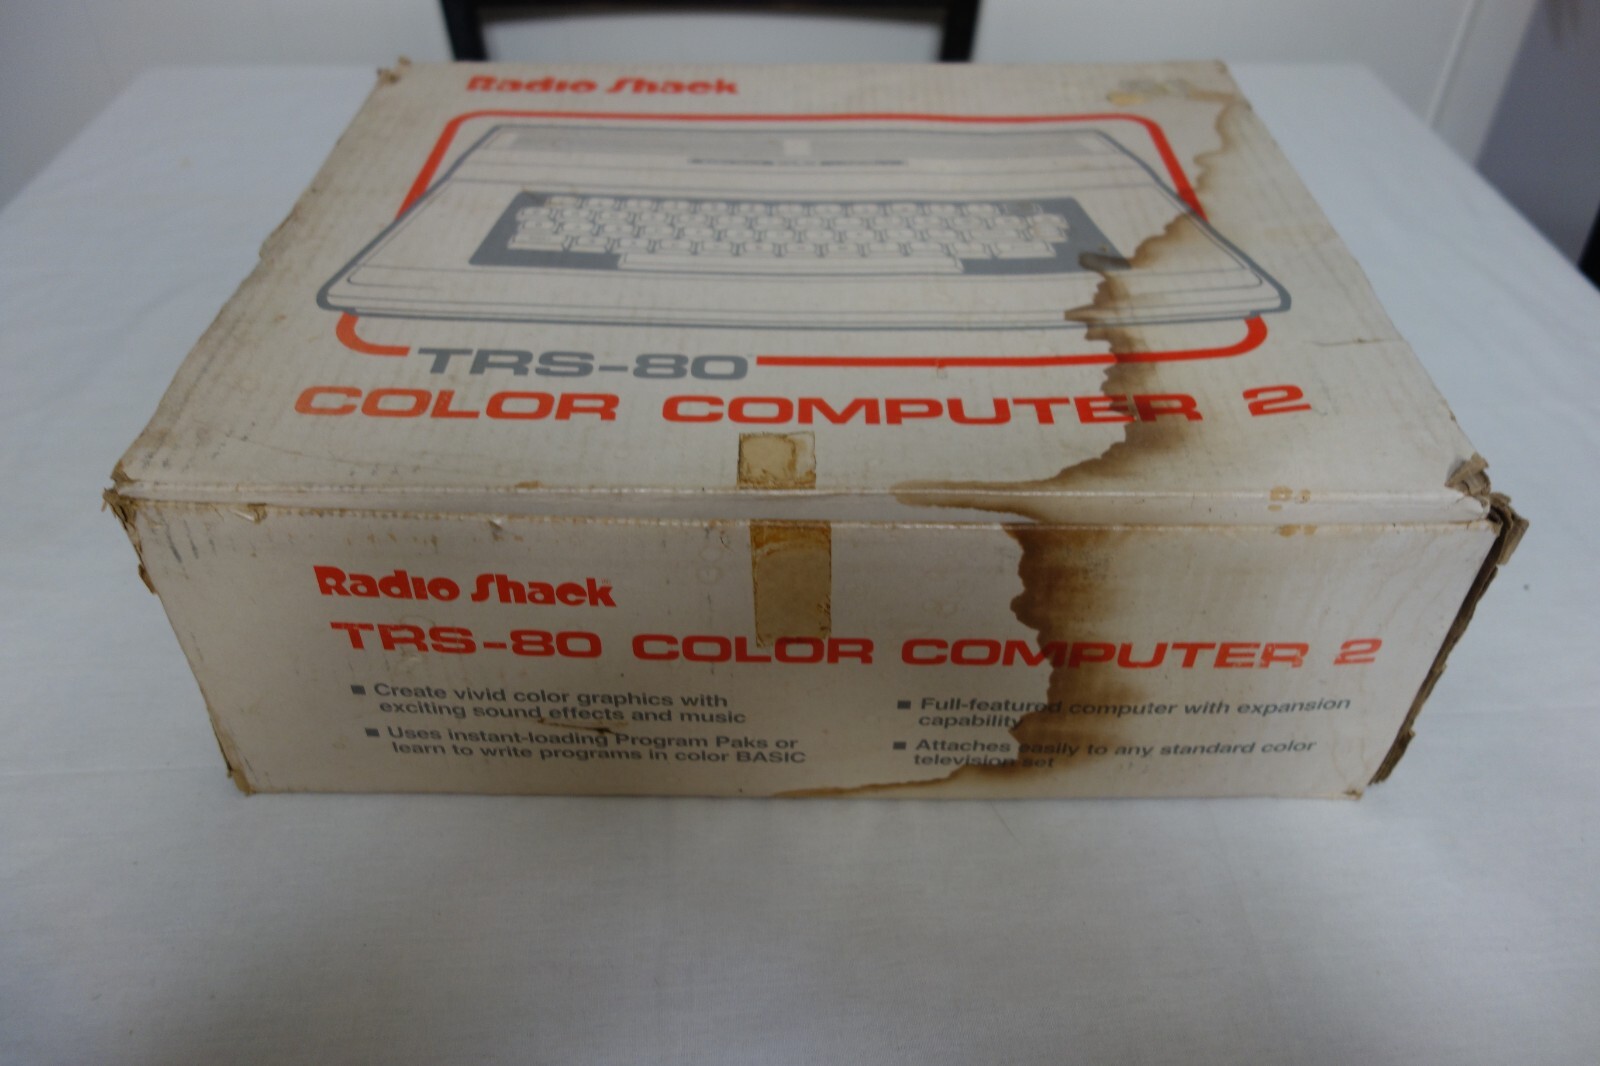 Radio Shack
TRS-80
COLOR COMPUTER 2
Radio Shack
TRS-80 COLOR COMPUTER 2
■ Create vivid color graphics with
exciting sound effects and music
■ Uses instant-loading Program Paks or
learn to write programs in color BASIC
■ Full-featured computer with expansion
capability
■ Attaches easily to any standard color
television set